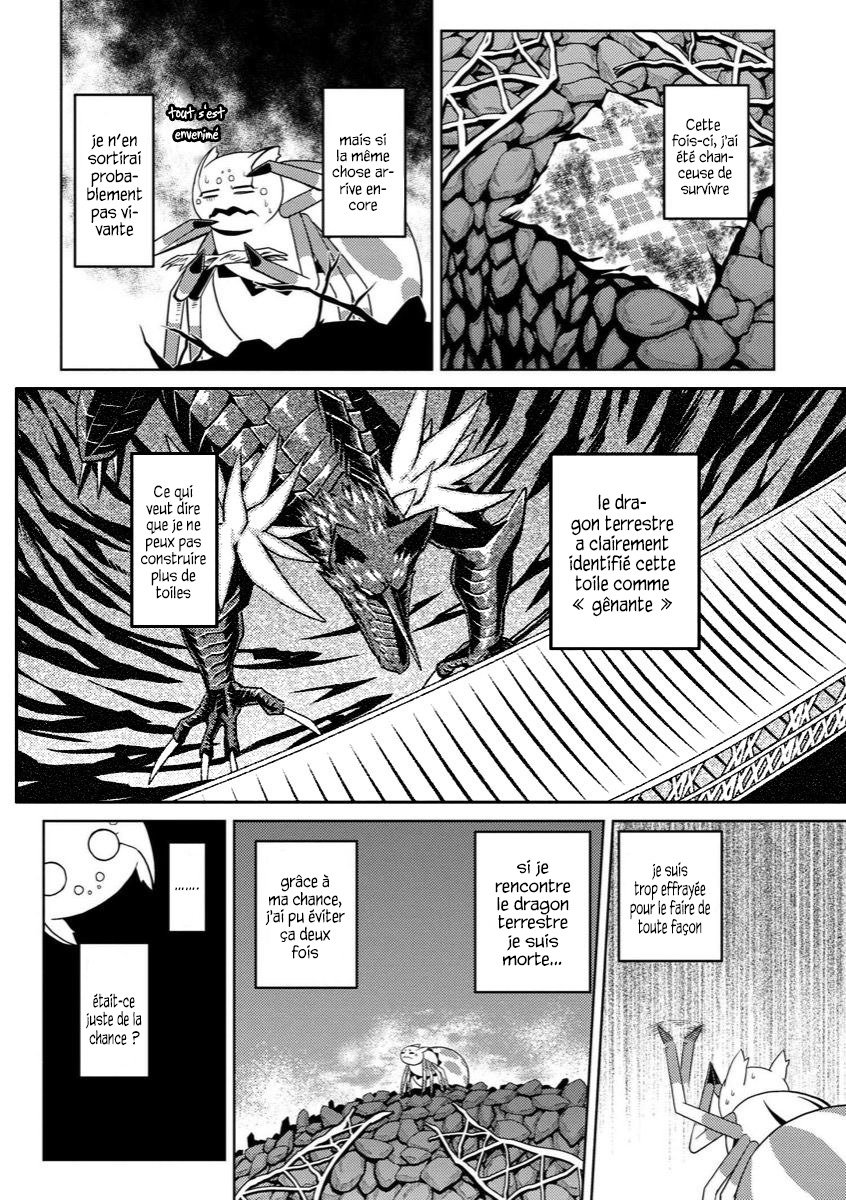 Cette
fois-ci, j'ai
été chan-
ceuse de
survivre
mais si
la même
chose ar-
rive en-
core
tout s'est
envenimé
je n'en
sortirai
proba-
blement
pas vi-
vante
le dra-
gon terrestre
a clairement
identifié cette
toile comme
« gênante »
Ce qui
veut dire
que je ne
peux pas
construire
plus de
toiles
je suis
trop effrayée
pour le faire de
toute façon
si je
rencontre
le dragon
terrestre
je suis
morte...
grâce à
ma chance,
j'ai pu éviter
ça deux
fois
.......
était-ce
juste de la
chance ?